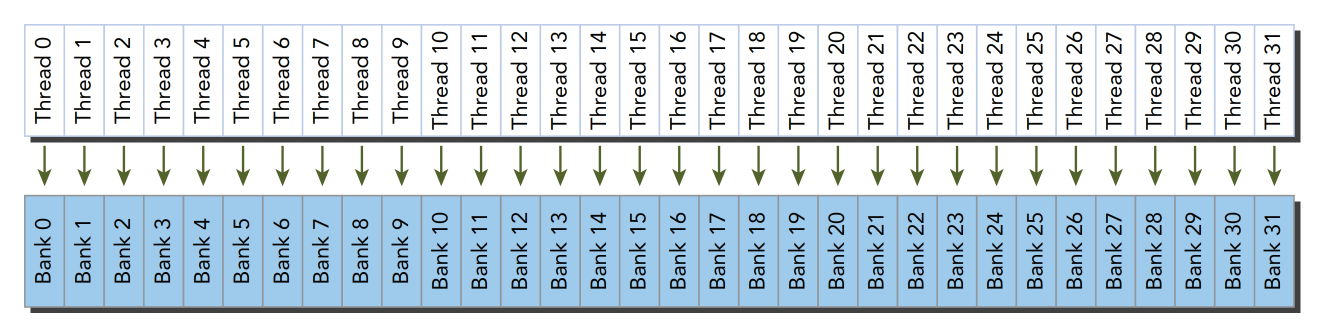 Thread 0
Thread 1
Thread 2
Thread 3
Thread 4
Thread 5
Thread 6
Thread 7
Thread 8
Thread 9
Thread 10
Thread 11
Thread 12
Thread 13
Thread 14
Thread 15
Thread 16
Thread 17
Thread 18
Thread 19
Thread 20
Thread 21
Thread 22
Thread 23
Thread 24
Thread 25
Thread 26
Thread 27
Thread 28
Thread 29
Thread 30
Thread 31
Bank 0
Bank 1
Bank 2
Bank 3
Bank 4
Bank 5
Bank 6
Bank 7
Bank 8
Bank 9
Bank 10
Bank 11
Bank 12
Bank 13
Bank 14
Bank 15
Bank 16
Bank 17
Bank 18
Bank 19
Bank 20
Bank 21
Bank 22
Bank 23
Bank 24
Bank 25
Bank 26
Bank 27
Bank 28
Bank 29
Bank 30
Bank 31